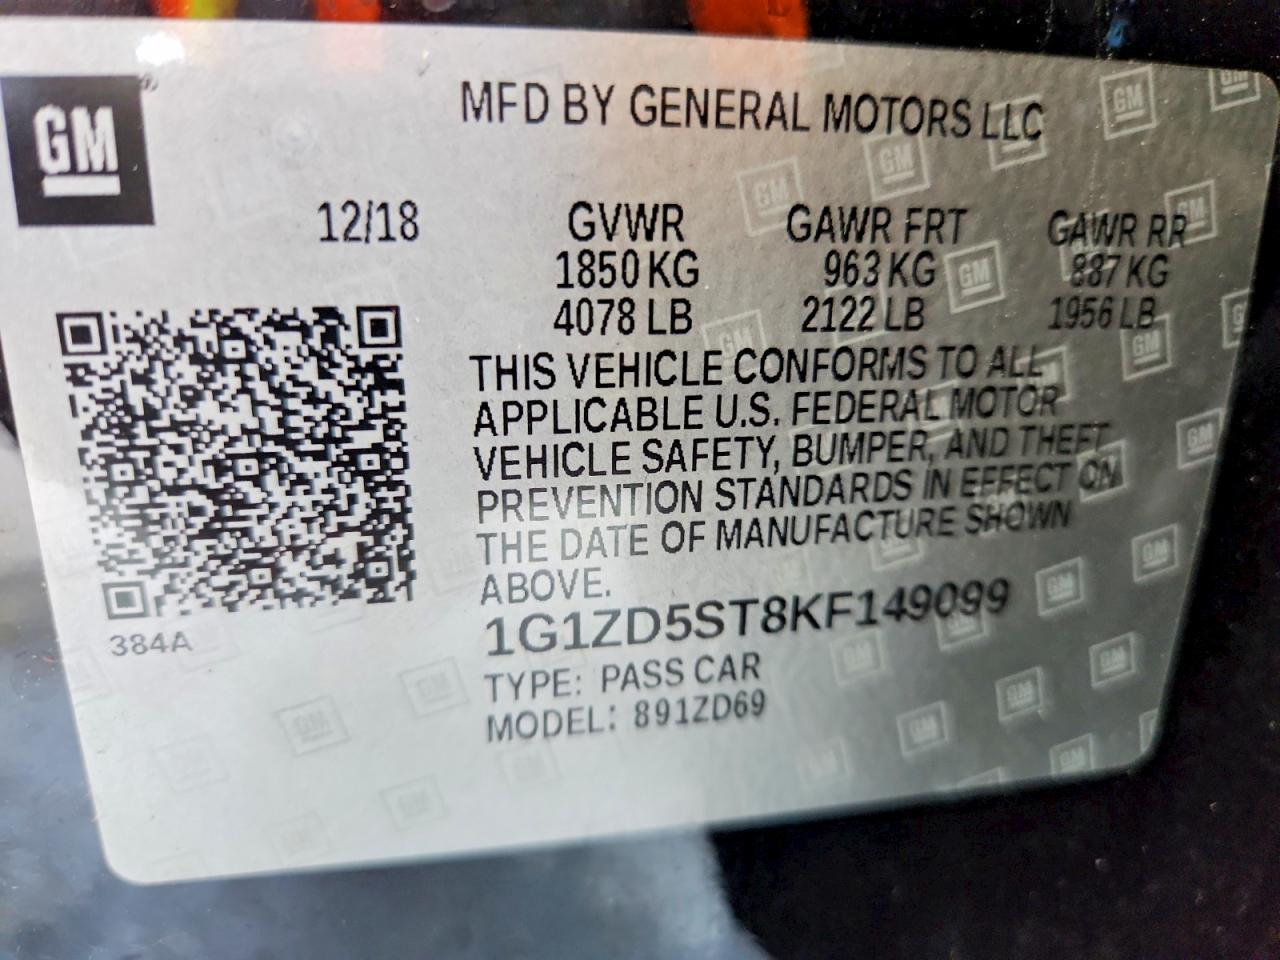 GM
MFD BY GENERAL MOTORS LLC
12/18 GVWR GAWR FRT GAWR RR
1850 KG 963 KG 887 KG
4078 LB 2122 LB 1956 LB
THIS VEHICLE CONFORMS TO ALL
APPLICABLE U.S. FEDERAL MOTOR
VEHICLE SAFETY, BUMPER, AND THEFT
PREVENTION STANDARDS IN EFFECT ON
THE DATE OF MANUFACTURE SHOWN
ABOVE.
384A
1G1ZD5ST8KF149099
TYPE: PASS CAR
MODEL: 891ZD69